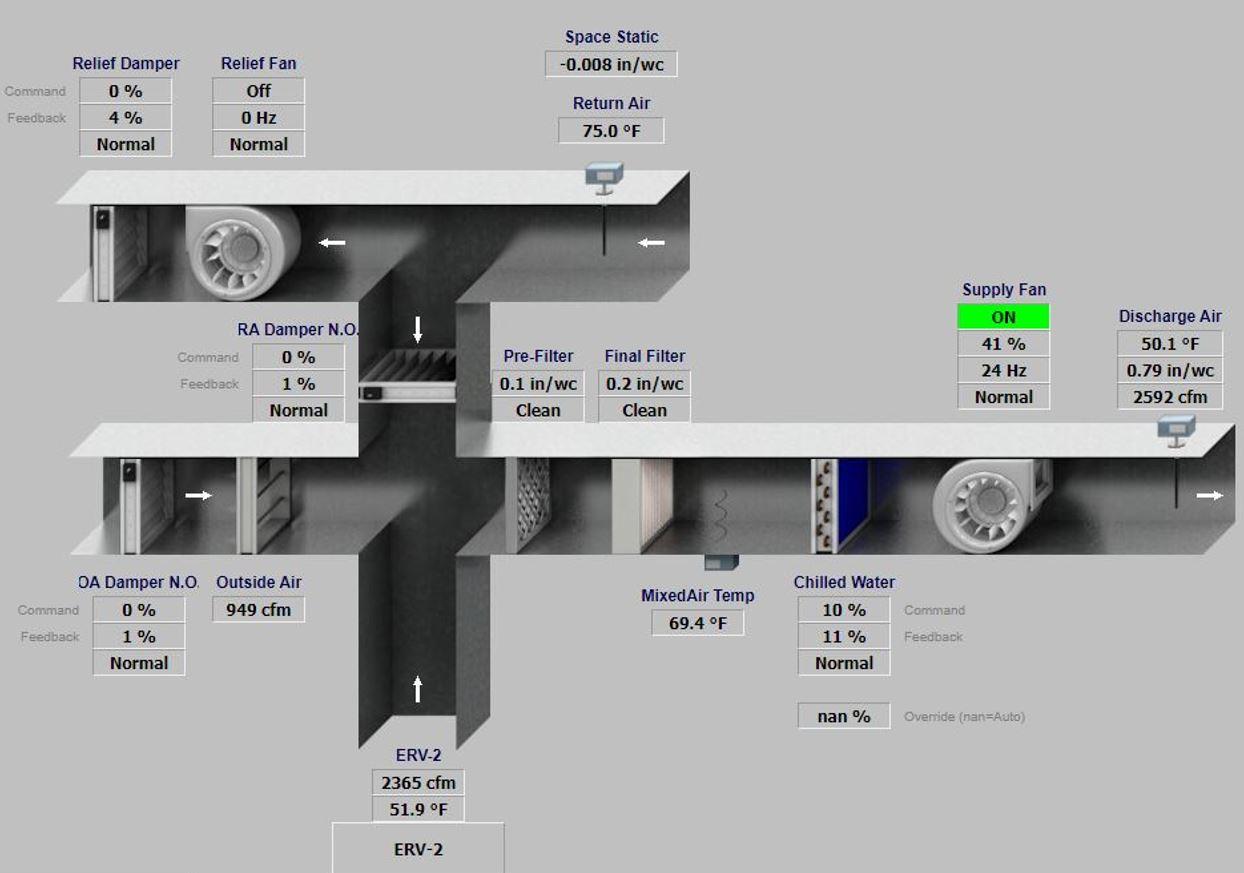 Space Static
-0.008 in/wc
Relief Damper
Relief Fan
Command
0 %
Off
Feedback
4 %
0 Hz
Normal
Normal
Return Air
75.0 °F
RA Damper N.O.
Command
0 %
Feedback
1 %
Normal
Pre-Filter
0.1 in/wc
Clean
Final Filter
0.2 in/wc
Clean
Supply Fan
ON
41 %
24 Hz
Normal
Discharge Air
50.1 °F
0.79 in/wc
2592 cfm
OA Damper N.O.
Command
0 %
Feedback
1 %
Normal
Outside Air
949 cfm
MixedAir Temp
69.4 °F
Chilled Water
10 %
Command
11 %
Feedback
Normal
nan %
Override (nan=Auto)
ERV-2
2365 cfm
51.9 °F
ERV-2